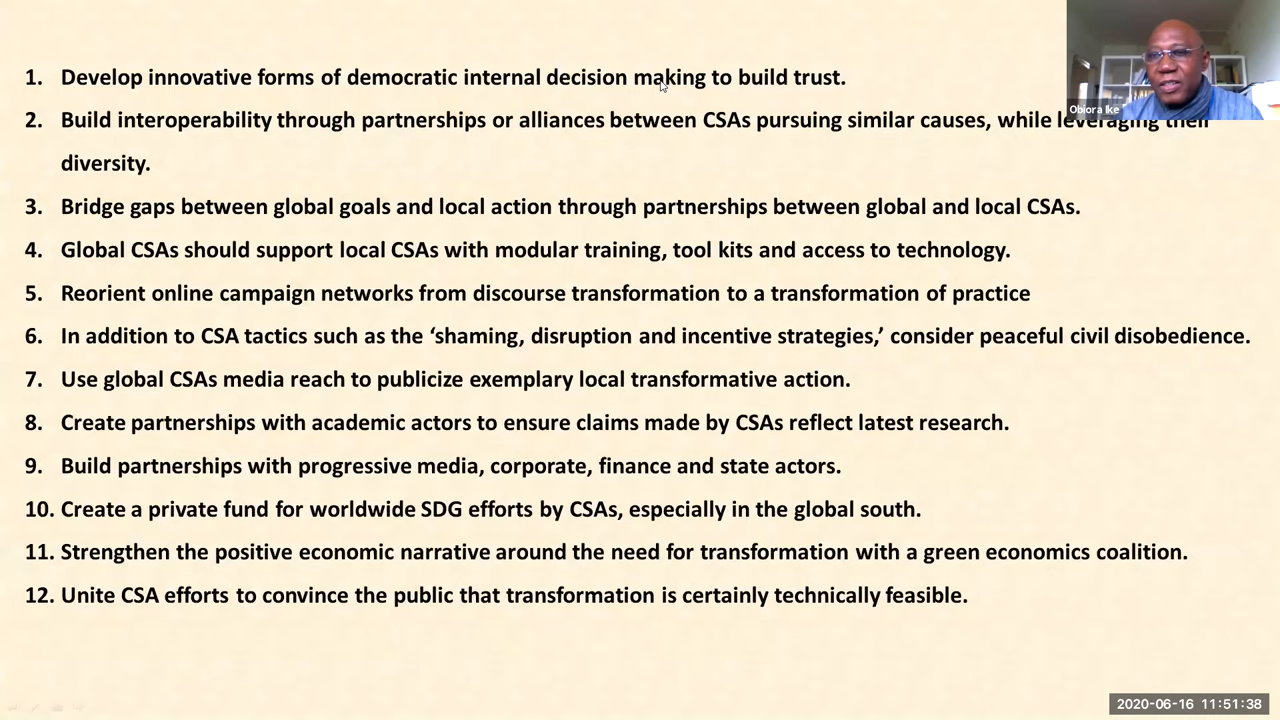 1. Develop innovative forms of democratic internal decision making to build trust.
Obiora Ike
2. Build interoperability through partnerships or alliances between CSAs pursuing similar causes, while leveraging their
diversity.
3. Bridge gaps between global goals and local action through partnerships between global and local CSAs.
4. Global CSAs should support local CSAs with modular training, tool kits and access to technology.
5. Reorient online campaign networks from discourse transformation to a transformation of practice
6. In addition to CSA tactics such as the ‘shaming, disruption and incentive strategies,’ consider peaceful civil disobedience.
7. Use global CSAs media reach to publicize exemplary local transformative action.
8. Create partnerships with academic actors to ensure claims made by CSAs reflect latest research.
9. Build partnerships with progressive media, corporate, finance and state actors.
10. Create a private fund for worldwide SDG efforts by CSAs, especially in the global south.
11. Strengthen the positive economic narrative around the need for transformation with a green economics coalition.
12. Unite CSA efforts to convince the public that transformation is certainly technically feasible.
2020-06-16 11:51:38